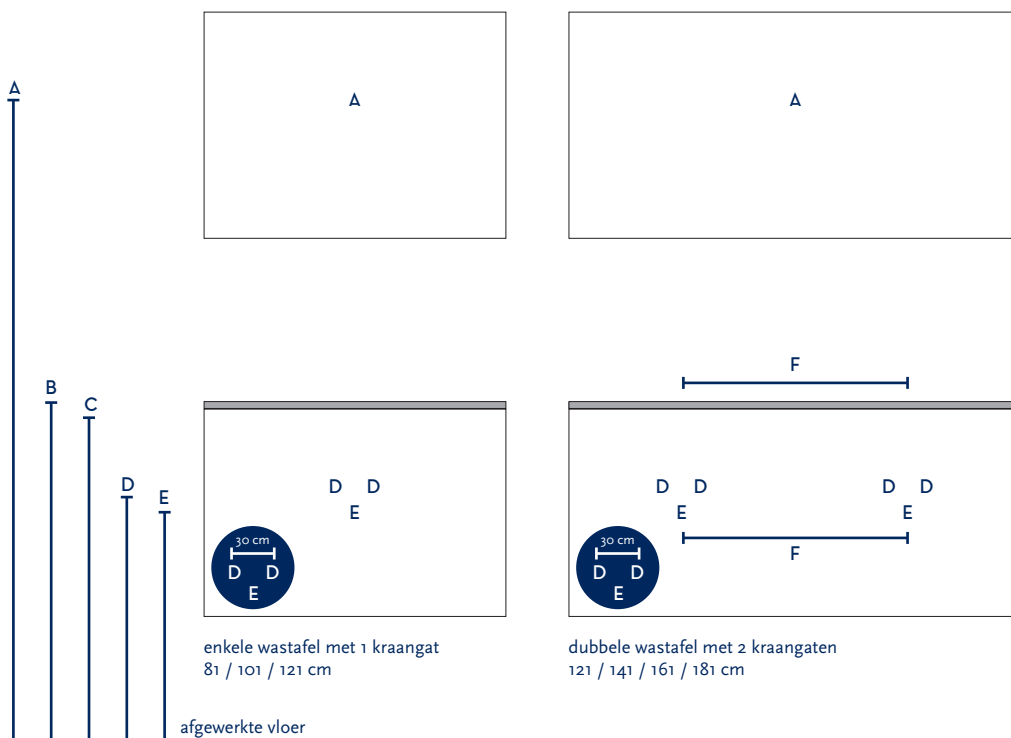 A
A
A
F
B
C
D
E
D D
E
D D
D D
E
E
F
30 cm
D D
E
30 cm
D D
E
enkele wastafel met 1 kraangat
81 / 101 / 121 cm
dubbele wastafel met 2 kraangaten
121 / 141 / 161 / 181 cm
afgewerkte vloer